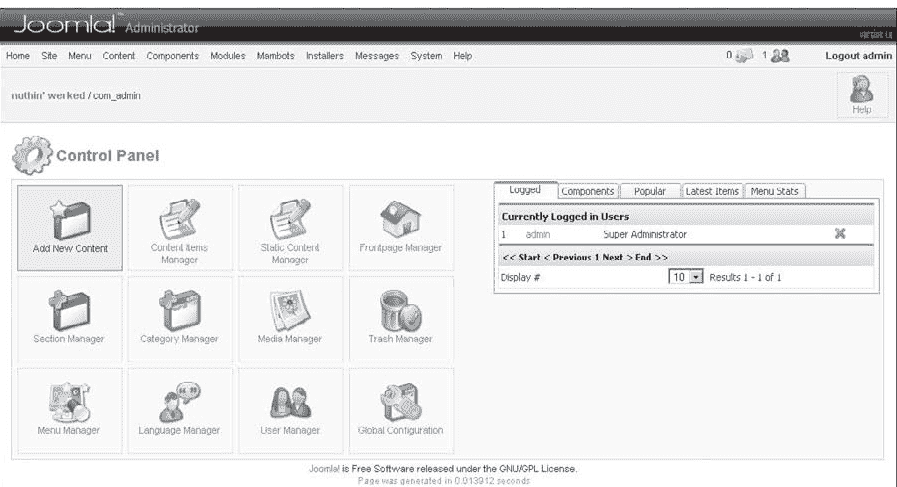 Joomla! Administrator
Home Site Menu Content Components Modules Mambots Installers Messages System Help 0 1 Logout admin
nuthin' werked / com_admin
Help
Control Panel
Add New Content
Content Items Manager
Static Content Manager
Frontpage Manager
Section Manager
Category Manager
Media Manager
Trash Manager
Menu Manager
Language Manager
User Manager
Global Configuration
Logged Components Popular Latest Items Menu Stats
Currently Logged in Users
1 admin Super Administrator
<< Start < Previous 1 Next > End >>
Display # 10 Results 1 - 1 of 1
Joomla! is Free Software released under the GNU/GPL License.
Page was generated in 0.013912 seconds